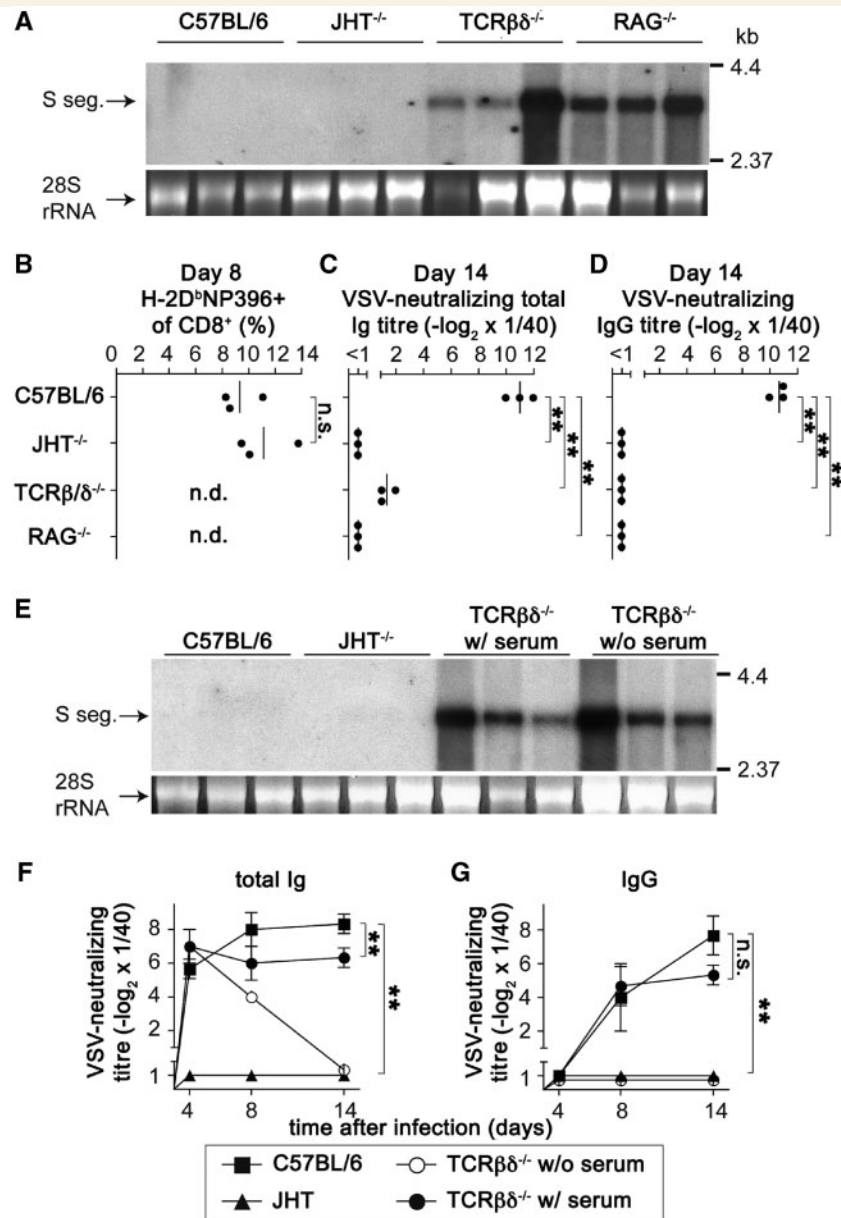 A
C57BL/6 JHT-/- TCRβδ-/- RAG-/-
kb
S seg. 4.4
2.37
28S
rRNA
B C D
Day 8 Day 14 Day 14
H-2DᵇNP396+ VSV-neutralizing total VSV-neutralizing
of CD8⁺ (%) Ig titre (-log₂ x 1/40) IgG titre (-log₂ x 1/40)
0 2 4 6 8 10 12 14 <1 2 4 6 8 10 12 <1 2 4 6 8 10 12
C57BL/6
n.s. ** ** ** ** ** **
JHT-/-
TCRβ/δ-/- n.d.
RAG-/- n.d.
E
TCRβδ-/- TCRβδ-/-
C57BL/6 JHT-/- w/ serum w/o serum
4.4
S seg.
2.37
28S
rRNA
F G
total Ig IgG
VSV-neutralizing
titre (-log₂ x 1/40)
8
6
4
2
1
4 8 14
** **
VSV-neutralizing
titre (-log₂ x 1/40)
8
6
4
2
1
4 8 14
n.s. **
time after infection (days)
C57BL/6 TCRβδ-/- w/o serum
JHT TCRβδ-/- w/ serum